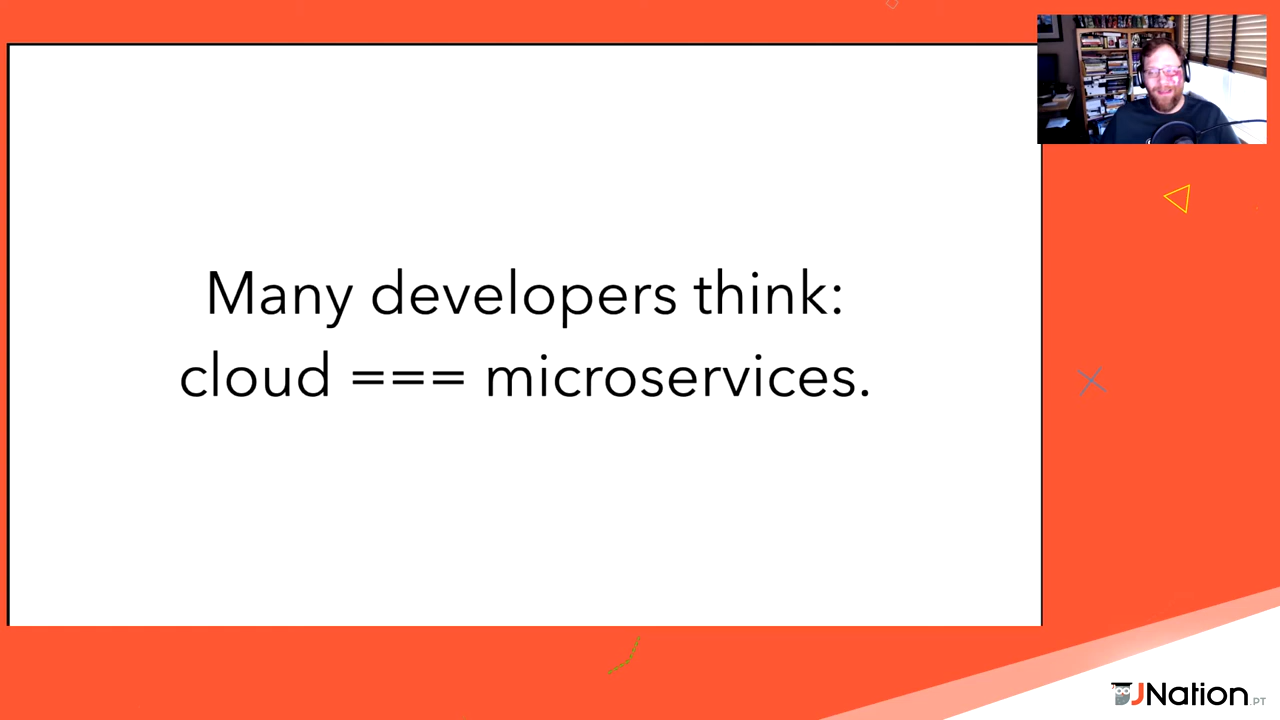 Many developers think:
cloud === microservices.
JNation.PT